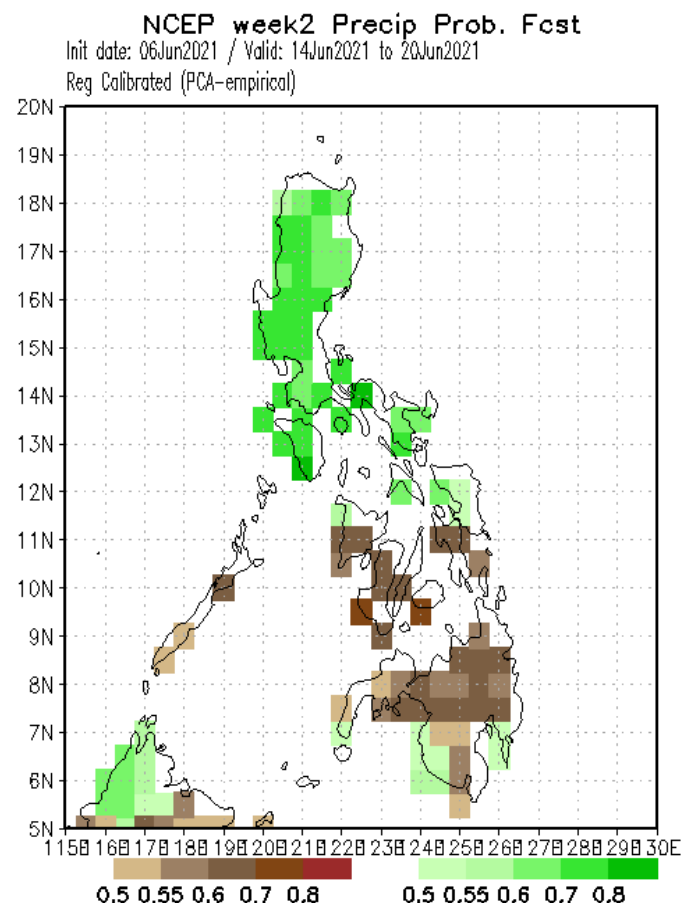 NCEP week2 Precip Prob. Fcst
Init date: 06Jun2021 / Valid: 14Jun2021 to 20Jun2021
Reg Calibrated (PCA-empirical)
20N
19N
18N
17N
16N
15N
14N
13N
12N
11N
10N
9N
8N
7N
6N
5N
115E 116E 117E 118E 119E 120E 121E 122E 123E 124E 125E 126E 127E 128E 129E 130E
0.5 0.55 0.6 0.7 0.8 0.5 0.55 0.6 0.7 0.8